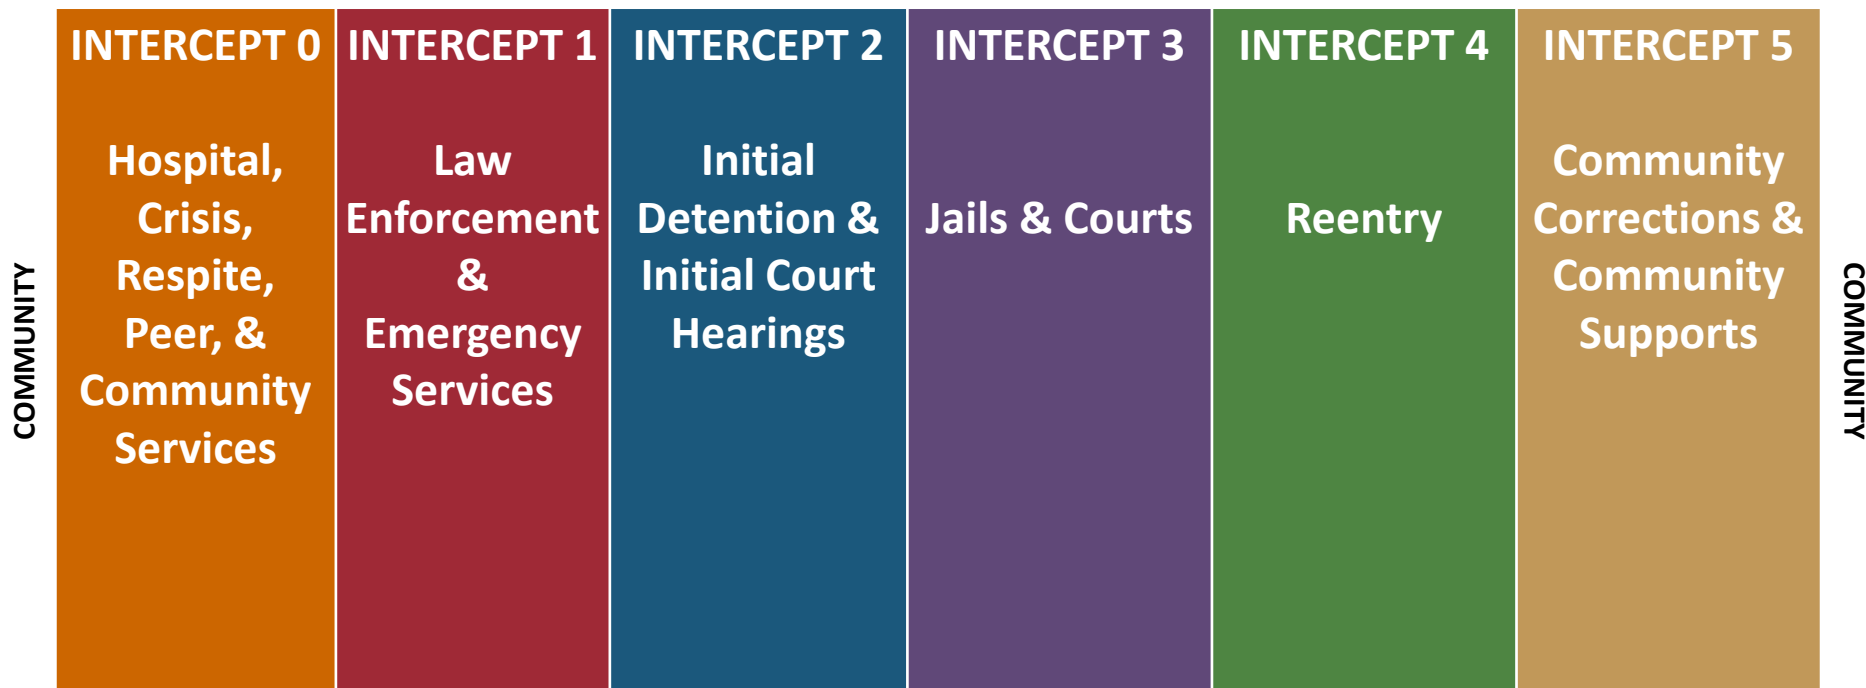 COMMUNITY
INTERCEPT 0
Hospital,
Crisis,
Respite,
Peer, &
Community
Services
INTERCEPT 1
Law
Enforcement
&
Emergency
Services
INTERCEPT 2
Initial
Detention &
Initial Court
Hearings
INTERCEPT 3
Jails & Courts
INTERCEPT 4
Reentry
INTERCEPT 5
Community
Corrections &
Community
Supports
COMMUNITY